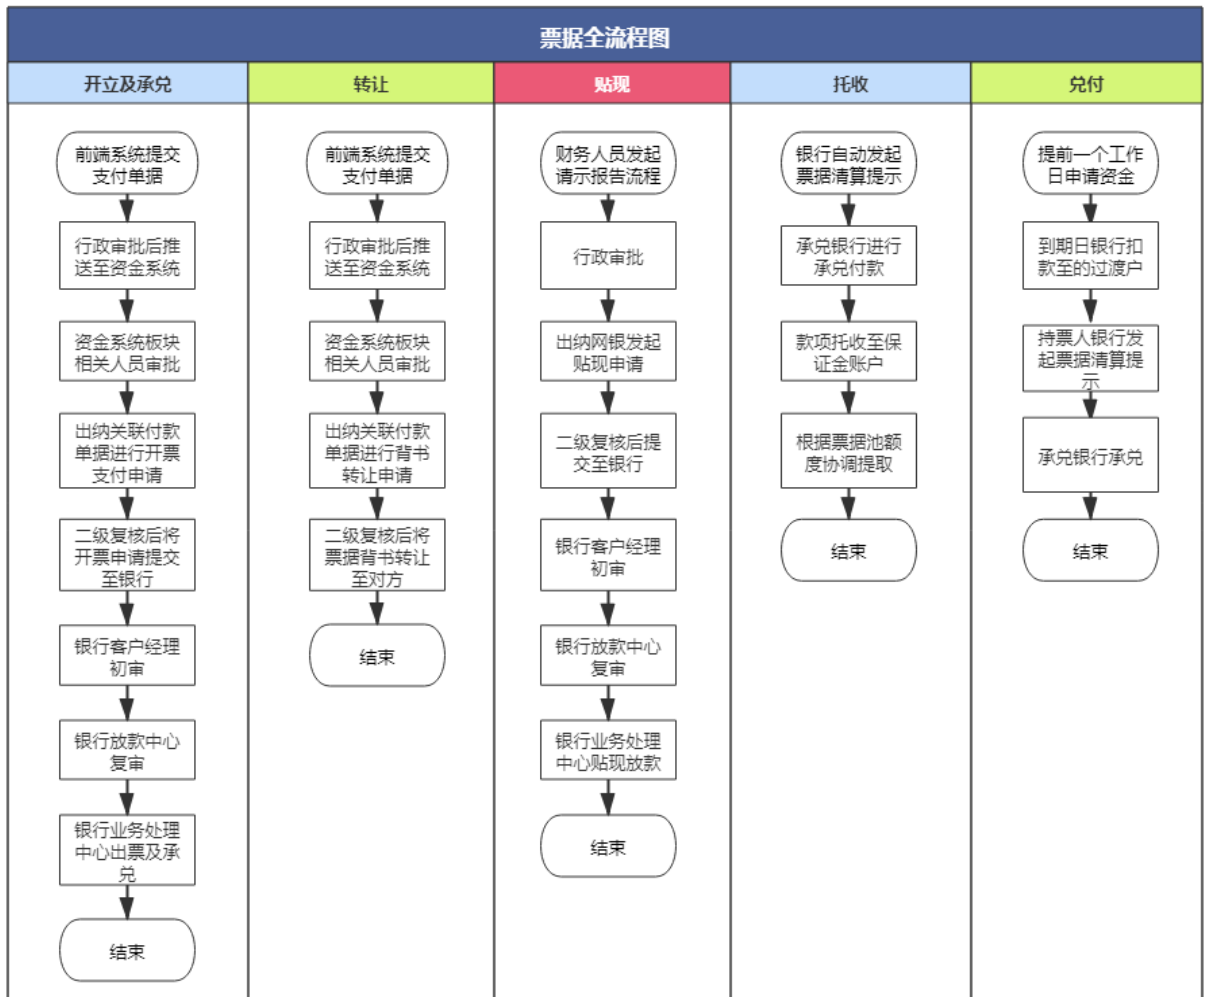 票据全流程图
开立及承兑
转让
贴现
托收
兑付
前端系统提交
支付单据
行政审批后推
送至资金系统
资金系统板块
相关人员审批
出纳关联付款
单据进行开票
支付申请
二级复核后将
开票申请提交
至银行
银行客户经理
初审
银行放款中心
复审
银行业务处理
中心出票及承
兑
结束
前端系统提交
支付单据
行政审批后推
送至资金系统
资金系统板块
相关人员审批
出纳关联付款
单据进行背书
转让申请
二级复核后将
票据背书转让
至对方
结束
财务人员发起
请示报告流程
行政审批
出纳网银发起
贴现申请
二级复核后提
交至银行
银行客户经理
初审
银行放款中心
复审
银行业务处理
中心贴现放款
结束
银行自动发起
票据清算提示
承兑银行进行
承兑付款
款项托收至保
证金账户
根据票据池额
度协调提取
结束
提前一个工作
日申请资金
到期日银行扣
款至的过渡户
持票人银行发
起票据清算提
示
承兑银行承兑
结束